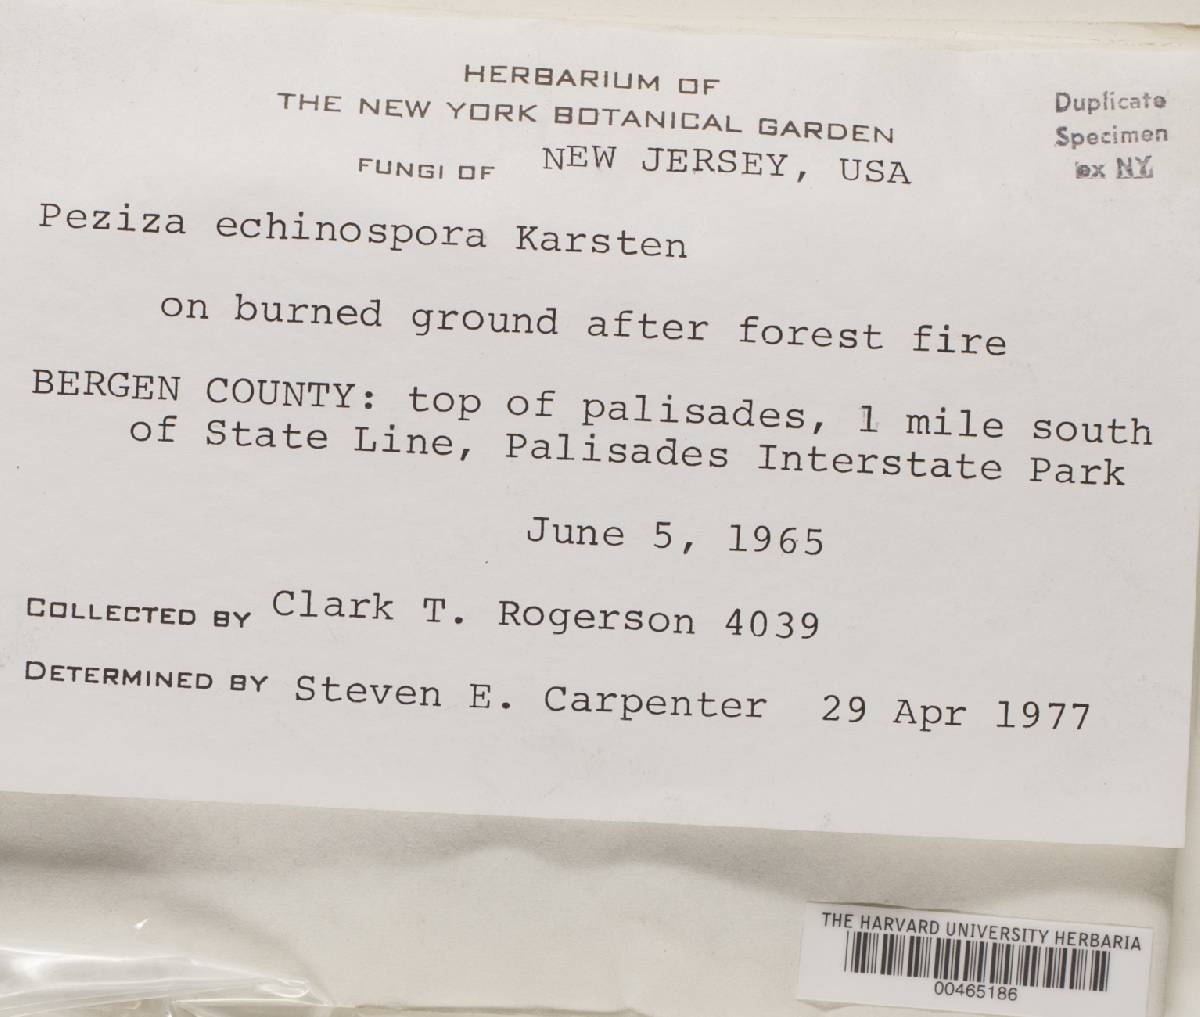 HERBARIUM OF
THE NEW YORK BOTANICAL GARDEN
FUNGI OF NEW JERSEY, USA
Duplicate
Specimen
ex NY
Peziza echinospora Karsten
on burned ground after forest fire
BERGEN COUNTY: top of palisades, 1 mile south
of State Line, Palisades Interstate Park
June 5, 1965
COLLECTED BY Clark T. Rogerson 4039
DETERMINED BY Steven E. Carpenter 29 Apr 1977
THE HARVARD UNIVERSITY HERBARIA
00465186